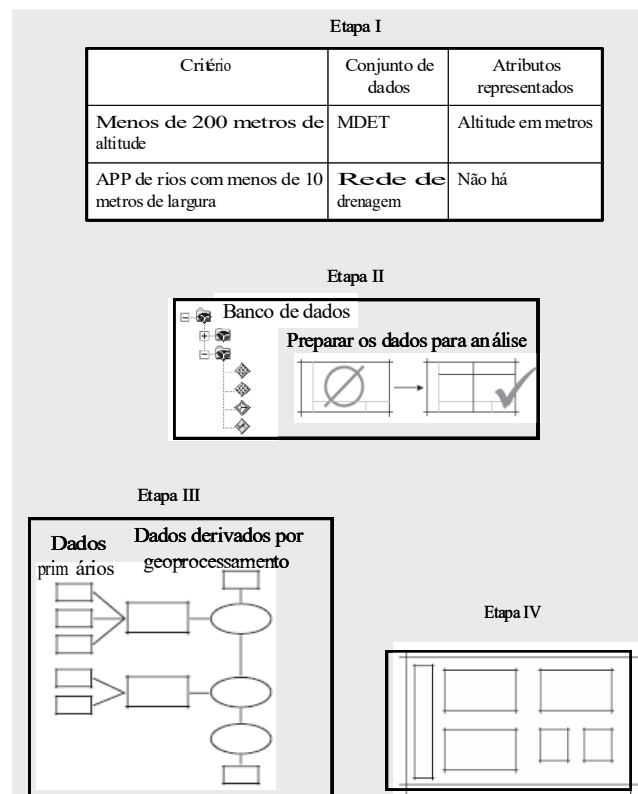 Etapa I
Critério
Conjunto de
dados
Atributos
representados
Menos de 200 metros de
altitude
MDET
Altitude em metros
APP de rios com menos de 10
metros de largura
Rede de
drenagem
Não há
Etapa II
Banco de dados
Preparar os dados para análise
Etapa III
Dados
primários
Dados derivados por
geoprocessamento
Etapa IV